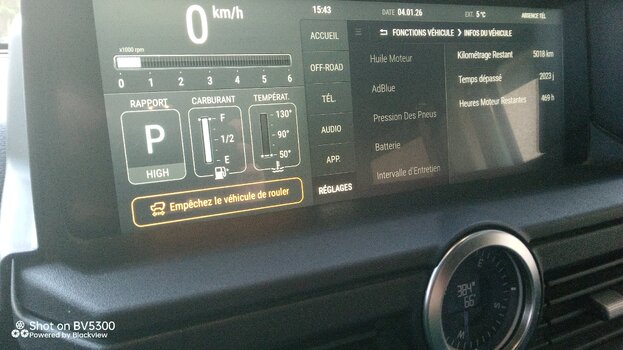 0 km/h
15:43
DATE 04.01.26
EXT. 5 °C
ABSENCE TÉL.
x1000 rpm
0 1 2 3 4 5 6
RAPPORT
P
HIGH
CARBURANT
F
1/2
E
TEMPÉRAT.
130°
90°
50°
Empêchez le véhicule de rouler
ACCUEIL
OFF-ROAD
TÉL.
AUDIO
APP.
RÉGLAGES
FONCTIONS VÉHICULE > INFOS DU VÉHICULE
Huile Moteur
AdBlue
Pression Des Pneus
Batterie
Intervalle d'Entretien
Kilométrage Restant 5018 km
Temps dépassé 2023 j
Heures Moteur Restantes 469 h
Shot on BV5300
Powered by Blackview